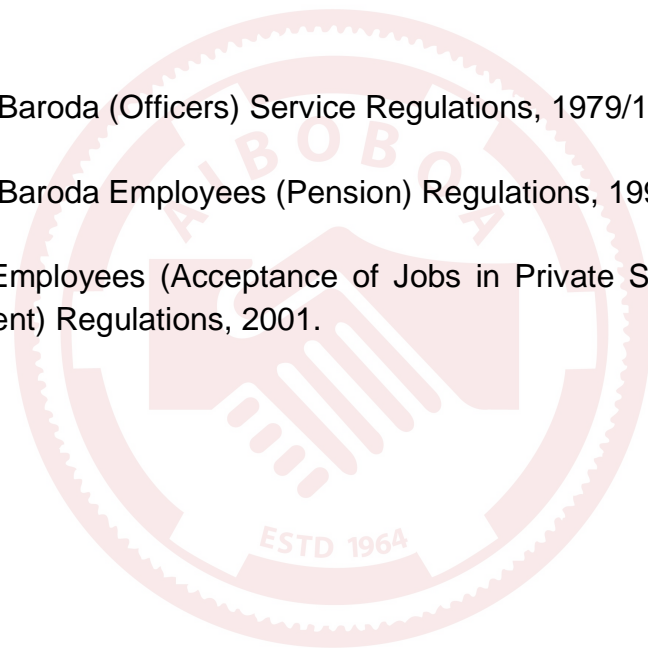 Baroda (Officers) Service Regulations, 1979/1
Baroda Employees (Pension) Regulations, 199
Employees (Acceptance of Jobs in Private S
ent) Regulations, 2001.
AIBOBOA
ESTD 1964